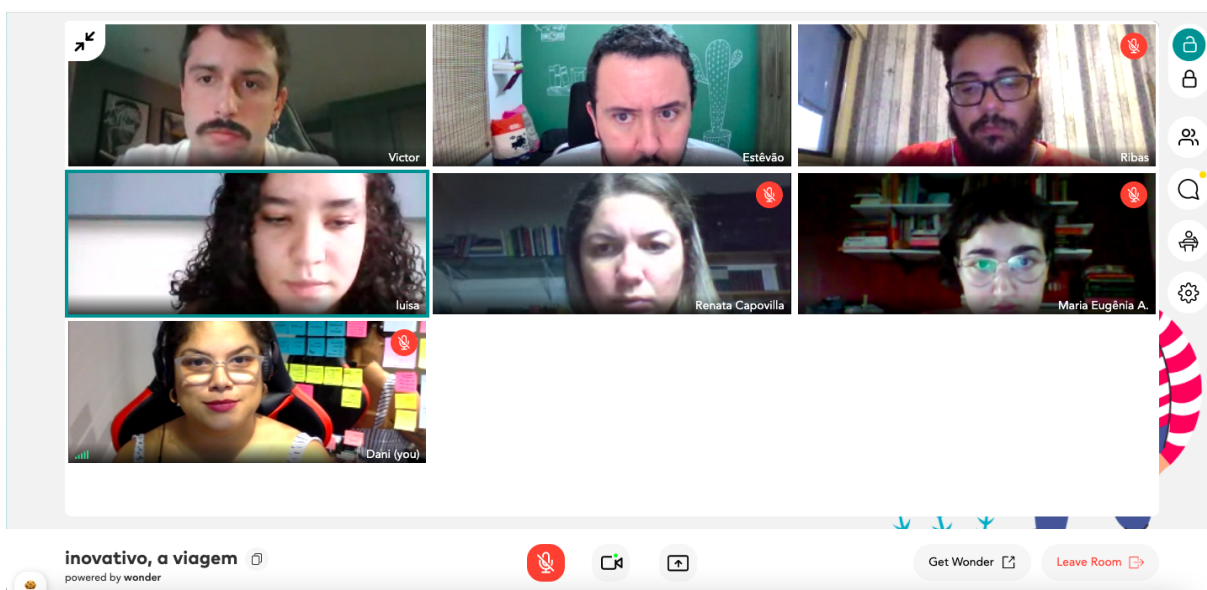 Victor
Estêvão
Ribas
luisa
Renata Capovilla
Maria Eugênia A.
Dani (you)
inovativo, a viagem
powered by wonder
Get Wonder
Leave Room